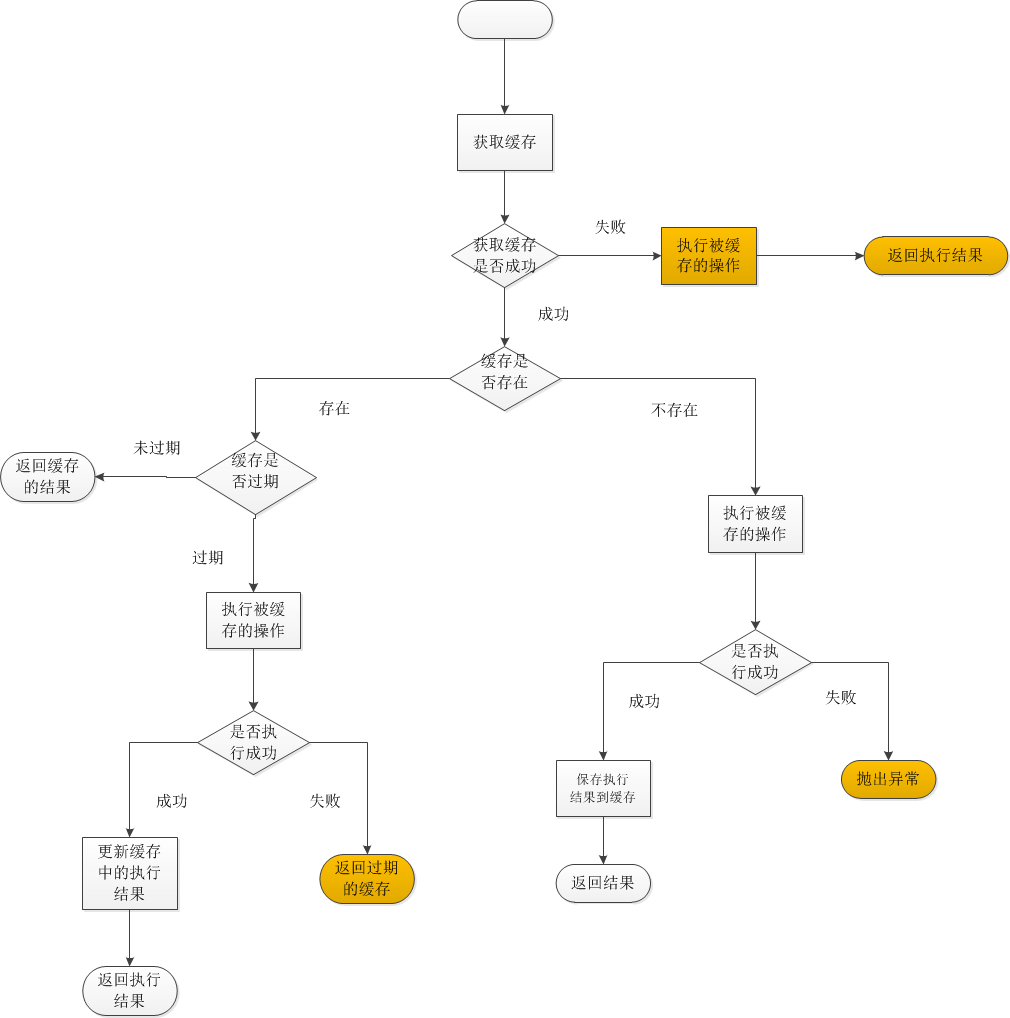 获取缓存
获取缓存
是否成功
失败
执行被缓
存的操作
返回执行结果
成功
缓存是
否存在
存在
不存在
未过期
返回缓存
的结果
缓存是
否过期
过期
执行被缓
存的操作
执行被缓
存的操作
是否执
行成功
成功
失败
是否执
行成功
成功
失败
保存执行
结果到缓存
抛出异常
更新缓存
中的执行
结果
返回过期
的缓存
返回结果
返回执行
结果